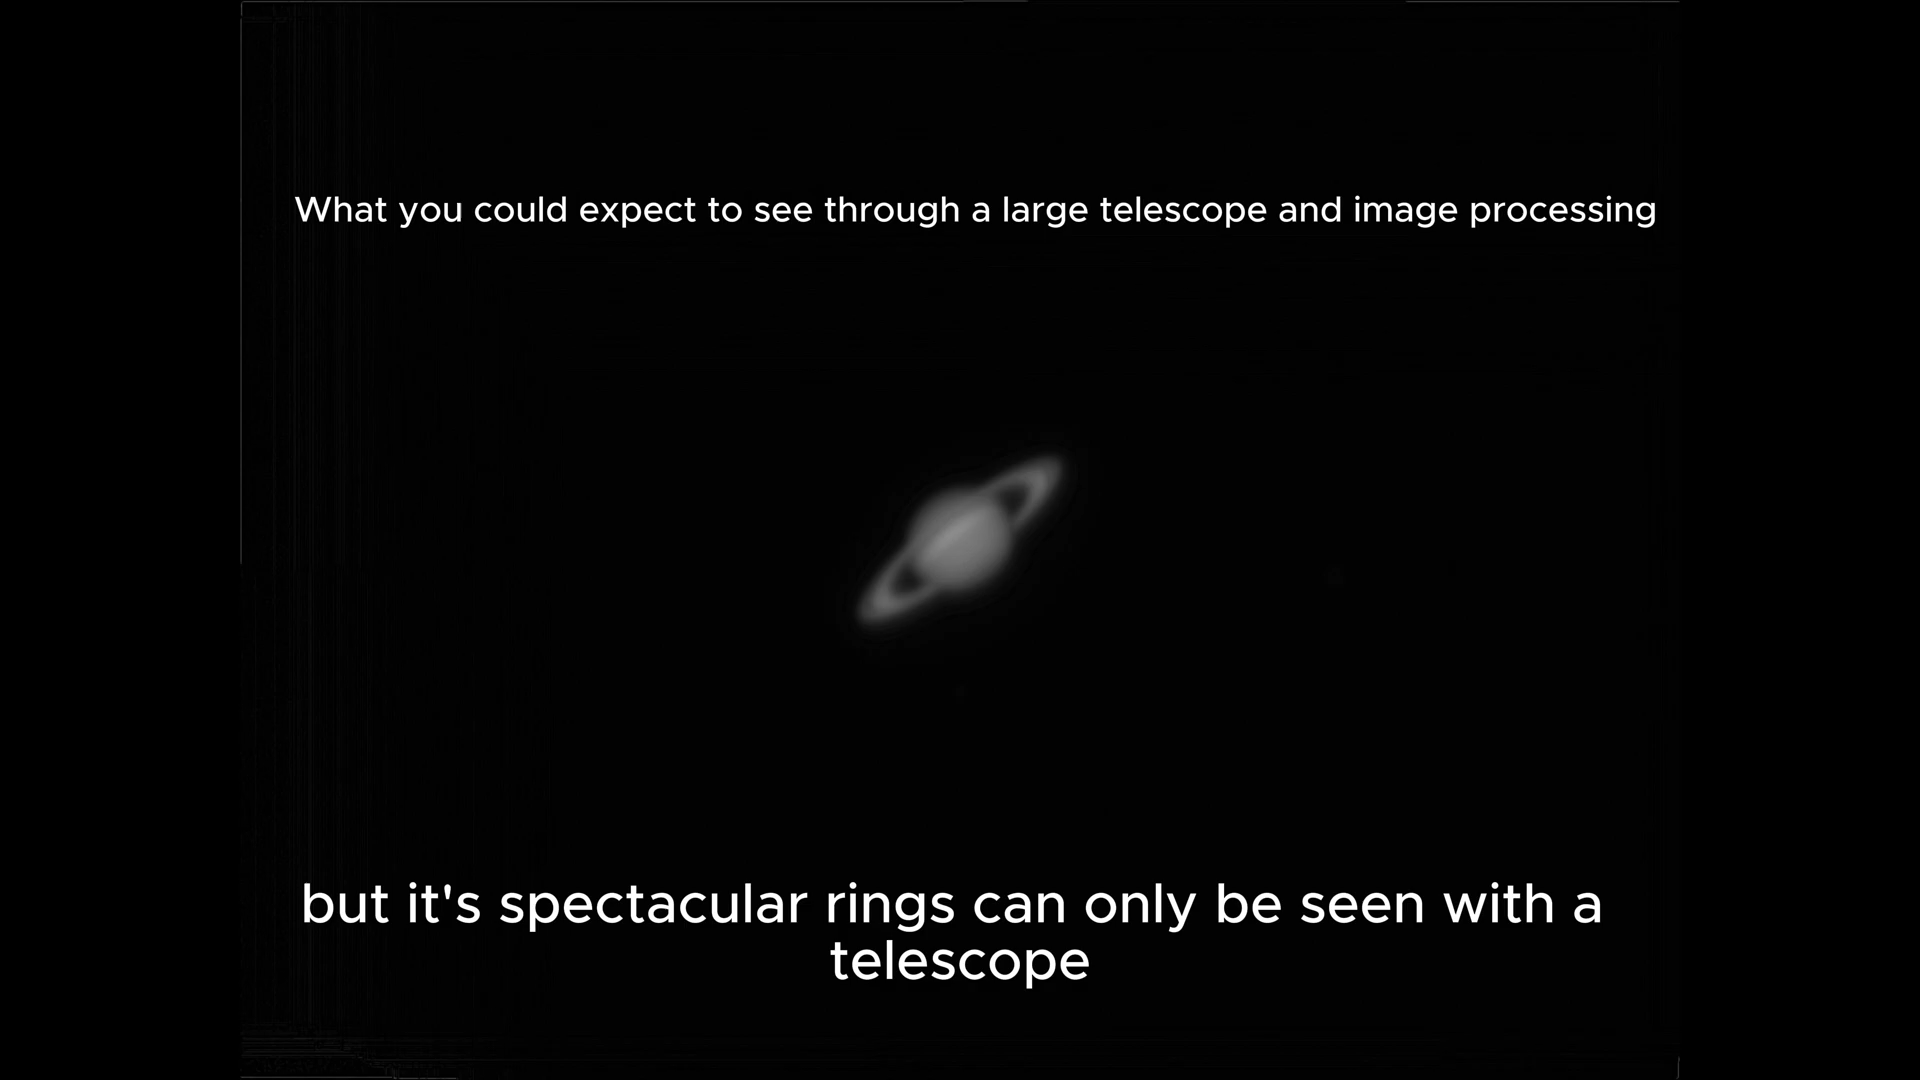 What you could expect to see through a large telescope and image processing
but it's spectacular rings can only be seen with a
telescope